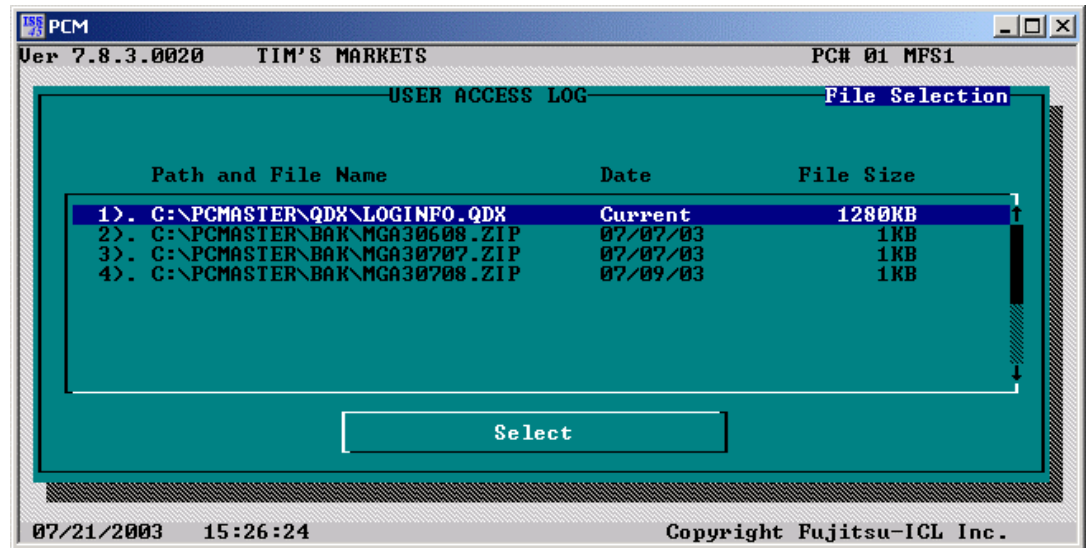 ISS 45 PCM
Ver 7.8.3.0020 TIM'S MARKETS PC# 01 MFS1
USER ACCESS LOG File Selection
Path and File Name Date File Size
1). C:\PCMASTER\QDX\LOGINFO.QDX Current 1280KB
2). C:\PCMASTER\BAK\MGA30608.ZIP 07/07/03 1KB
3). C:\PCMASTER\BAK\MGA30707.ZIP 07/07/03 1KB
4). C:\PCMASTER\BAK\MGA30708.ZIP 07/09/03 1KB
Select
07/21/2003 15:26:24 Copyright Fujitsu-ICL Inc.